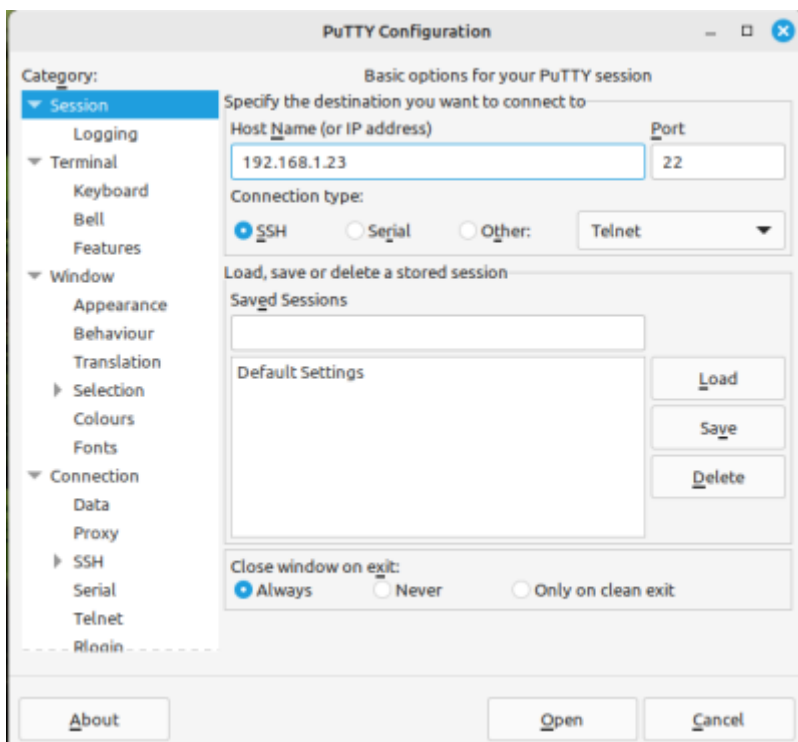 PuTTY Configuration
Category:
Session
Logging
Terminal
Keyboard
Bell
Features
Window
Appearance
Behaviour
Translation
Selection
Colours
Fonts
Connection
Data
Proxy
SSH
Serial
Telnet
Rlogin
Basic options for your PuTTY session
Specify the destination you want to connect to
Host Name (or IP address) Port
192.168.1.23 22
Connection type:
SSH Serial Other: Telnet
Load, save or delete a stored session
Saved Sessions
Default Settings
Load
Save
Delete
Close window on exit:
Always Never Only on clean exit
About Open Cancel